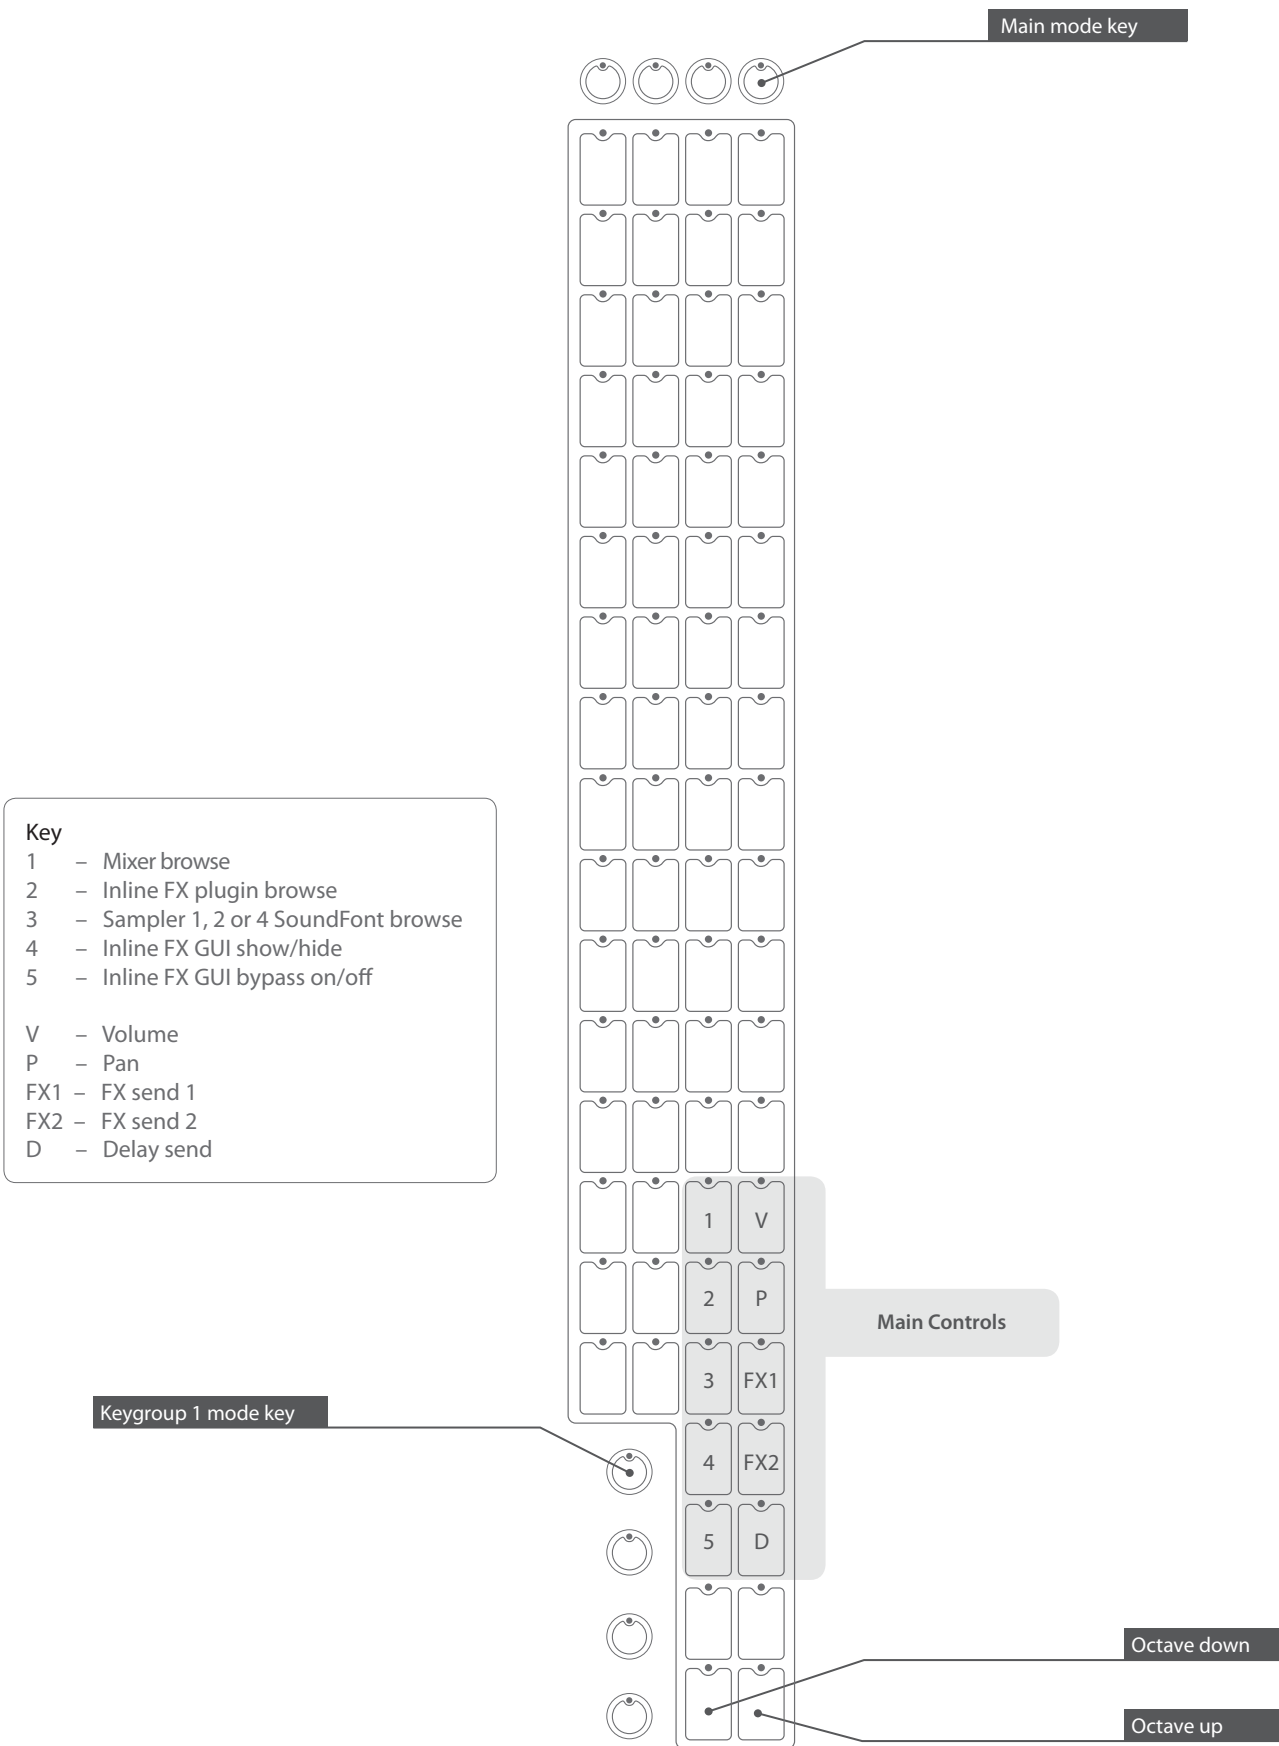 Main mode key
Key
1 – Mixer browse
2 – Inline FX plugin browse
3 – Sampler 1, 2 or 4 SoundFont browse
4 – Inline FX GUI show/hide
5 – Inline FX GUI bypass on/off
V – Volume
P – Pan
FX1 – FX send 1
FX2 – FX send 2
D – Delay send
1 V
2 P
Main Controls
3 FX1
Keygroup 1 mode key
4 FX2
5 D
Octave down
Octave up